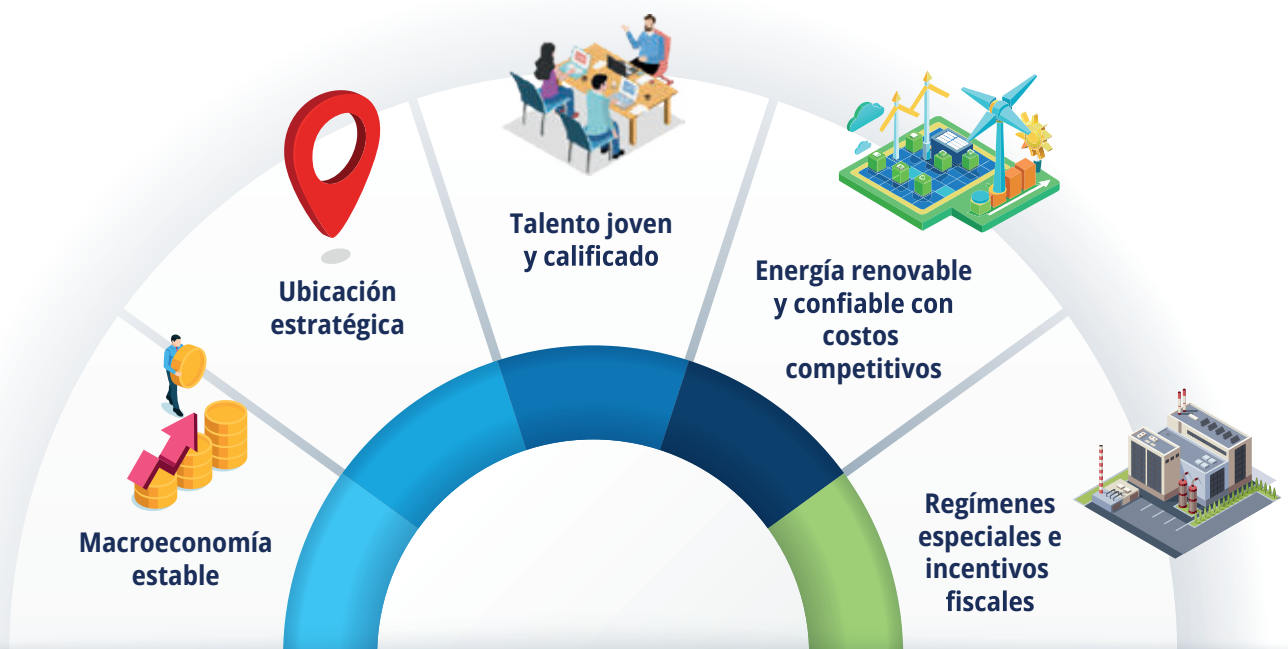 Macroeconomía
estable
Ubicación
estratégica
Talento joven
y calificado
Energía renovable
y confiable con
costos
competitivos
Regímenes
especiales e
incentivos
fiscales